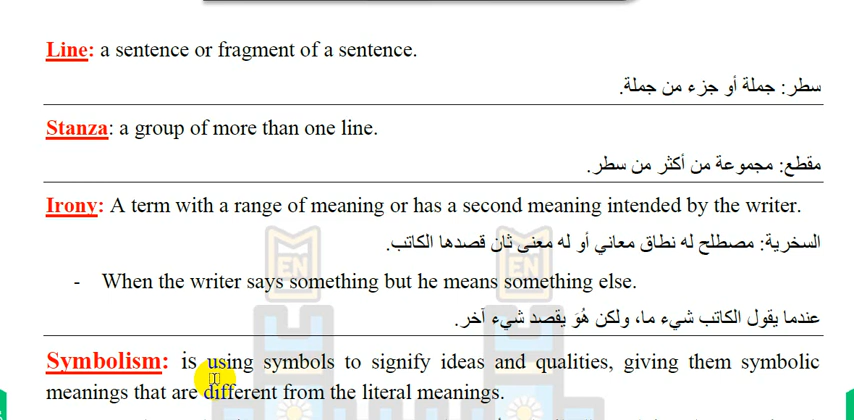 Line: a sentence or fragment of a sentence.
سطر: جملة أو جزء من جملة.
Stanza: a group of more than one line.
مقطع: مجموعة من أكثر من سطر.
Irony: A term with a range of meaning or has a second meaning intended by the writer.
السخرية: مصطلح له نطاق معاني أو له معنى ثان قصدها الكاتب.
- When the writer says something but he means something else.
عندما يقول الكاتب شيء ما، ولكن هُوَ يقصد شيء آخر.
Symbolism: is using symbols to signify ideas and qualities, giving them symbolic
meanings that are different from the literal meanings.
EN
EN